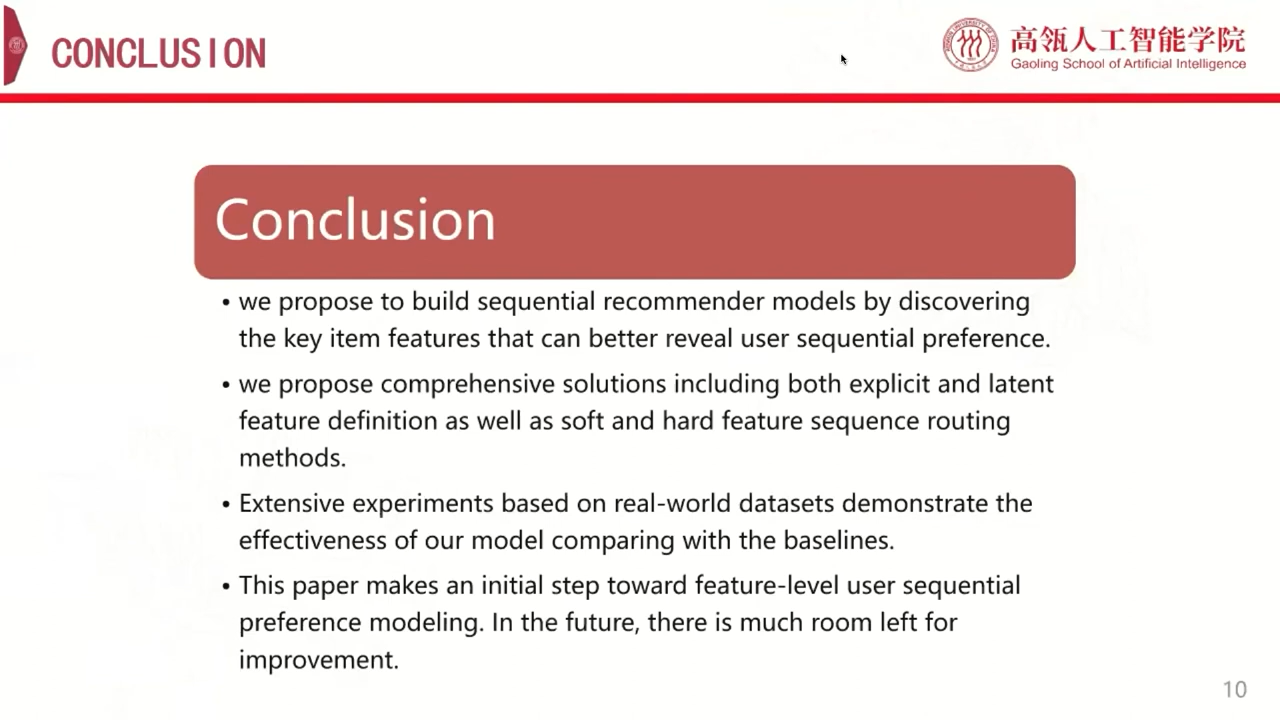 CONCLUSION
高瓴人工智能学院
Gaoling School of Artificial Intelligence
Conclusion
• we propose to build sequential recommender models by discovering
the key item features that can better reveal user sequential preference.
• we propose comprehensive solutions including both explicit and latent
feature definition as well as soft and hard feature sequence routing
methods.
• Extensive experiments based on real-world datasets demonstrate the
effectiveness of our model comparing with the baselines.
• This paper makes an initial step toward feature-level user sequential
preference modeling. In the future, there is much room left for
improvement.
10